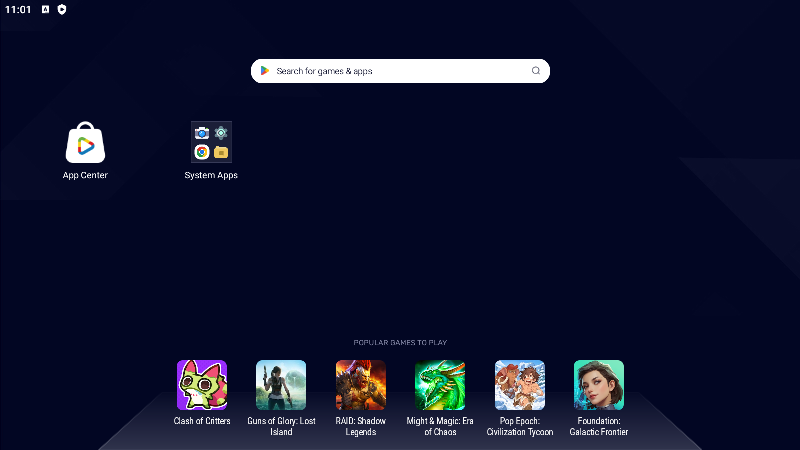 11:01
A
Search for games & apps
App Center
System Apps
POPULAR GAMES TO PLAY
Clash of Critters
Guns of Glory: Lost
Island
RAID: Shadow
Legends
Might & Magic: Era
of Chaos
Pop Epoch:
Civilization Tycoon
Foundation:
Galactic Frontier